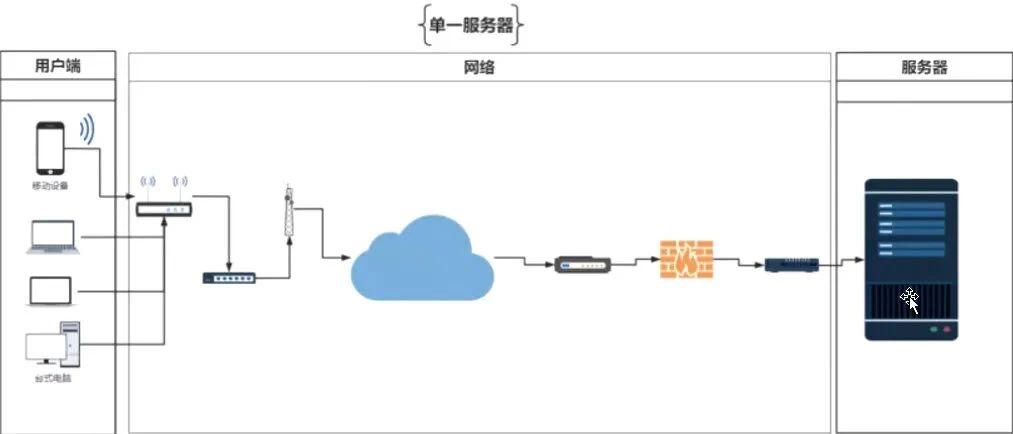 单一服务器
用户端
网络
服务器
移动设备
台式电脑